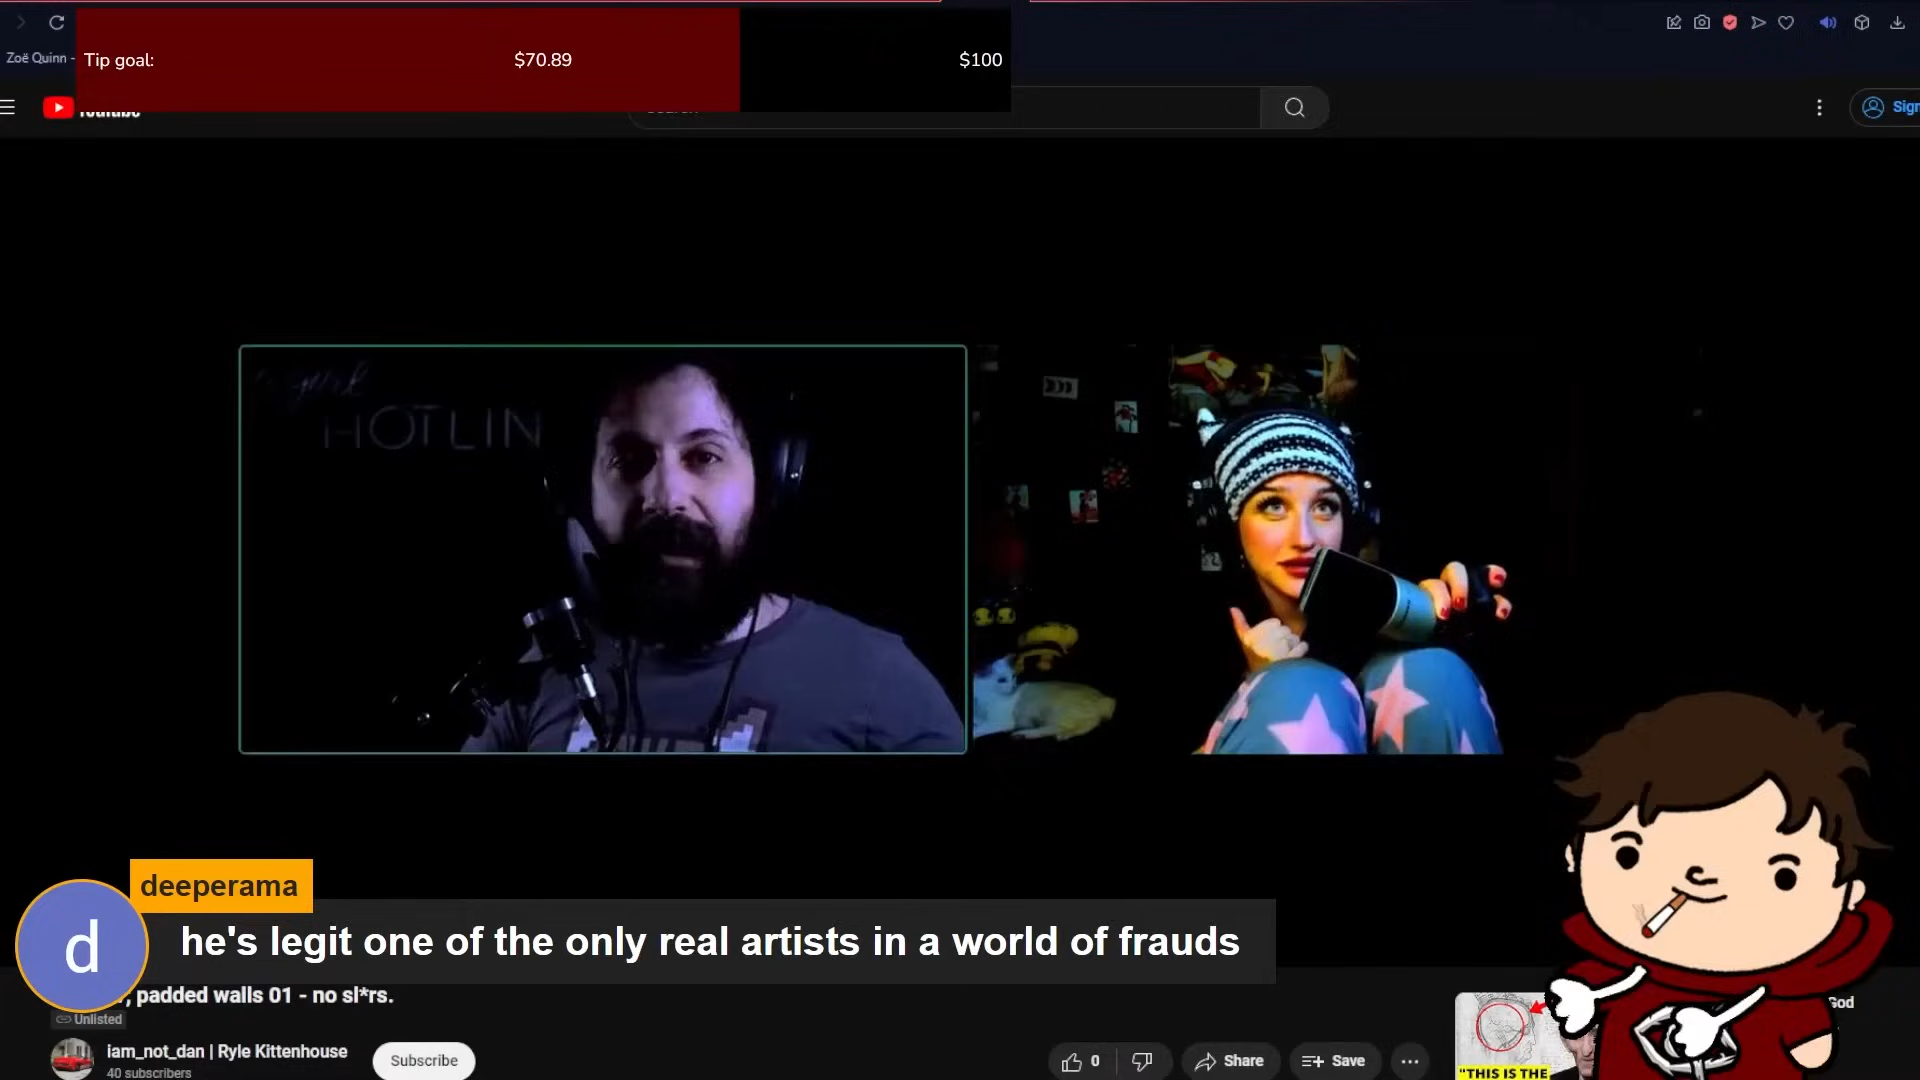 Zoë Quinn -
Tip goal:
$70.89
$100
Sign
HOTLIN
deeperama
d
he's legit one of the only real artists in a world of frauds
, padded walls 01 - no sl*rs.
Unlisted
God
iam_not_dan | Ryle Kittenhouse
40 subscribers
Subscribe
0
Share
Save
"THIS IS THE